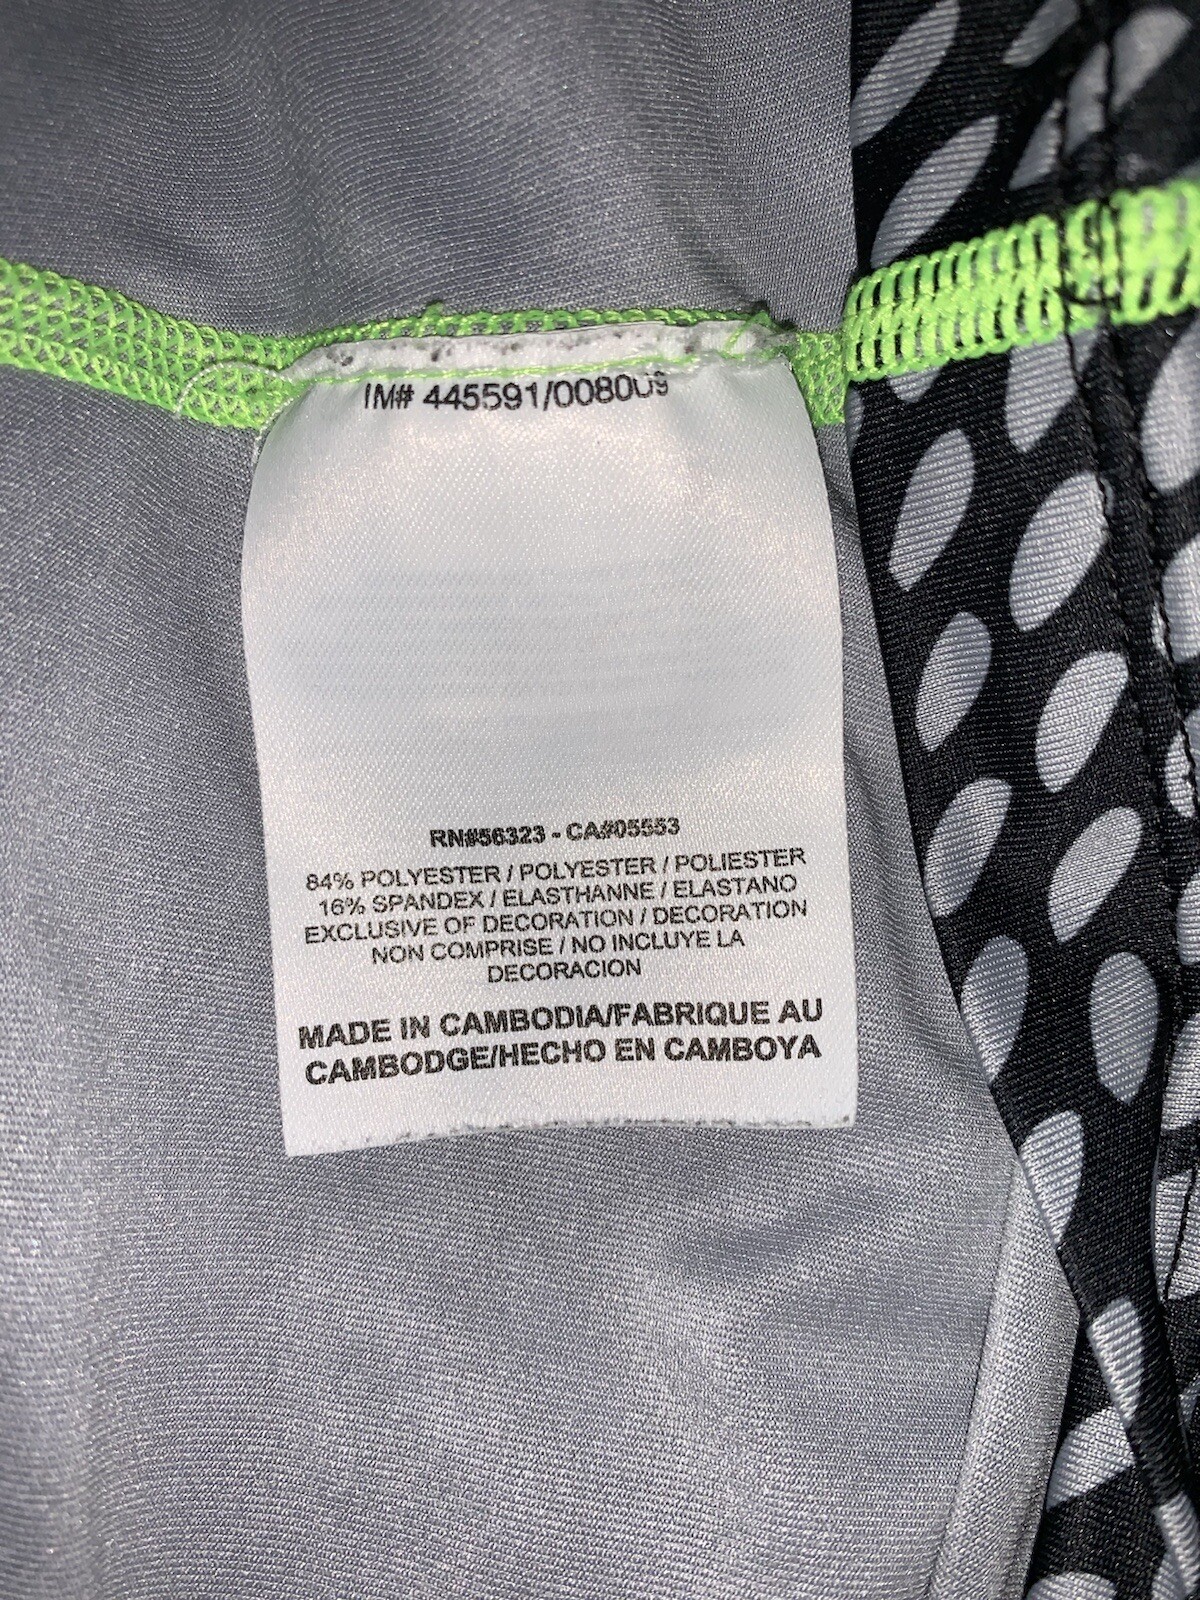 IM# 445591/008009
RN#56323 - CA#05553
84% POLYESTER / POLYESTER / POLIESTER
16% SPANDEX / ELASTHANNE / ELASTANO
EXCLUSIVE OF DECORATION / DECORATION
NON COMPRISE / NO INCLUYE LA
DECORACION
MADE IN CAMBODIA/FABRIQUE AU
CAMBODGE/HECHO EN CAMBOYA